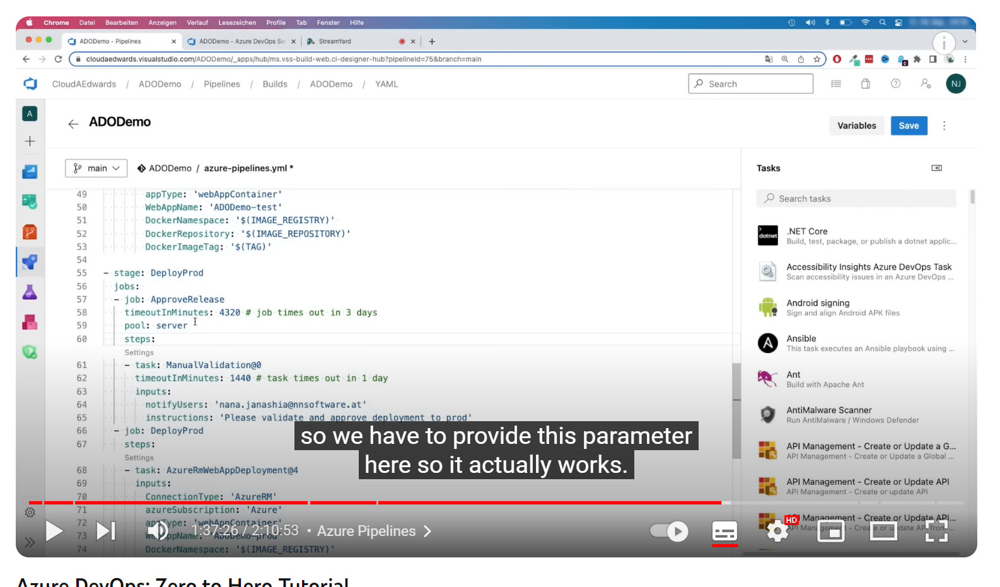 Chrome Datei Bearbeiten Anzeigen Verlauf Lesezeichen Profile Tab Fenster Hilfe
ADODemo - Pipelines
ADODemo - Azure DevOps Se
StreamYard
cloudaedwards.visualstudio.com/ADODemo/_apps/hub/ms.vss-build-web.ci-designer-hub?pipelineId=75&branch=main
CloudAEdwards / ADODemo / Pipelines / Builds / ADODemo / YAML
Search
NJ
A
ADODemo
Variables
Save
main
ADODemo / azure-pipelines.yml *
49 appType: 'webAppContainer'
50 WebAppName: 'ADODemo-test'
51 DockerNamespace: '$(IMAGE_REGISTRY)'
52 DockerRepository: '$(IMAGE_REPOSITORY)'
53 DockerImageTag: '$(TAG)'
54
55 - stage: DeployProd
56 jobs:
57 - job: ApproveRelease
58 timeoutInMinutes: 4320 # job times out in 3 days
59 pool: server
60 steps:
Settings
61 - task: ManualValidation@0
62 timeoutInMinutes: 1440 # task times out in 1 day
63 inputs:
64 notifyUsers: 'nana.janashia@nnsoftware.at'
65 instructions: 'Please validate and approve deployment to prod'
66 - job: DeployProd
67 steps:
Settings
68 - task: AzureRmWebAppDeployment@4
69 inputs:
70 ConnectionType: 'AzureRM'
71 azureSubscription: 'Azure'
72 appType: 'webAppContainer'
73 WebAppName: 'ADODemo-prod'
74 DockerNamespace: '$(IMAGE_REGISTRY)'
Tasks
Search tasks
dotnet
.NET Core
Build, test, package, or publish a dotnet applic...
Accessibility Insights Azure DevOps Task
Scan accessibility issues in an Azure DevOps ...
Android signing
Sign and align Android APK files
Ansible
This task executes an Ansible playbook using ...
Ant
Build with Apache Ant
AntiMalware Scanner
Run AntiMalware / Windows Defender
API Management - Create or Update a G...
API Management - Create or Update a Global ...
API Management - Create or Update API
API Management - Create or update API
API Management - Create or Update API...
API Management - Create or update API from ...
so we have to provide this parameter
here so it actually works.
1:37:26 / 2:10:53 • Azure Pipelines
HD
Azure DevOps: Zero to Hero Tutorial